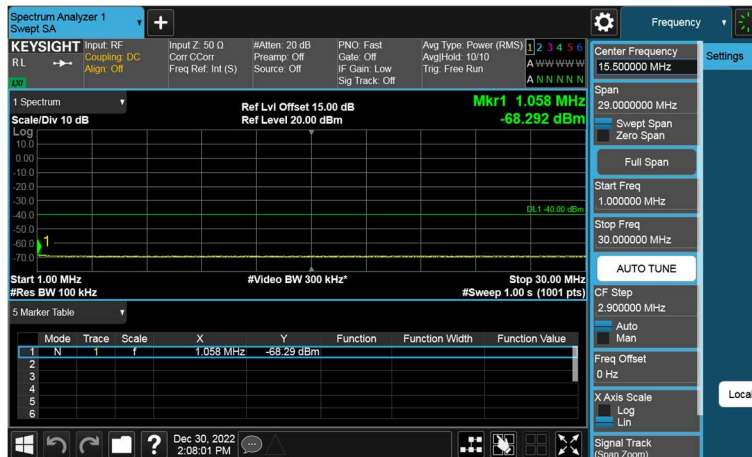 Spectrum Analyzer 1
Swept SA
Frequency
KEYSIGHT
RL
LXI
Input: RF
Coupling: DC
Align: Off
Input Z: 50 Ω
Corr CCorr
Freq Ref: Int (S)
#Atten: 20 dB
Preamp: Off
Source: Off
PNO: Fast
Gate: Off
IF Gain: Low
Sig Track: Off
Avg Type: Power (RMS)
Avg|Hold: 10/10
Trig: Free Run
1 2 3 4 5 6
A W W W W W
A N N N N N
1 Spectrum
Scale/Div 10 dB
Ref Lvl Offset 15.00 dB
Ref Level 20.00 dBm
Mkr1 1.058 MHz
-68.292 dBm
Log
10.0
0.00
-10.0
-20.0
-30.0
-40.0
-50.0
-60.0
-70.0
DL1 -40.00 dBm
1
Start 1.00 MHz
#Res BW 100 kHz
#Video BW 300 kHz*
Stop 30.00 MHz
#Sweep 1.00 s (1001 pts)
5 Marker Table
Mode Trace Scale X Y Function Function Width Function Value
1 N 1 f 1.058 MHz -68.29 dBm
2
3
4
5
6
Dec 30, 2022
2:08:01 PM
Center Frequency
15.500000 MHz
Settings
Span
29.0000000 MHz
Swept Span
Zero Span
Full Span
Start Freq
1.000000 MHz
Stop Freq
30.000000 MHz
AUTO TUNE
CF Step
2.900000 MHz
Auto
Man
Freq Offset
0 Hz
X Axis Scale
Log
Lin
Local
Signal Track
(Span Zoom)